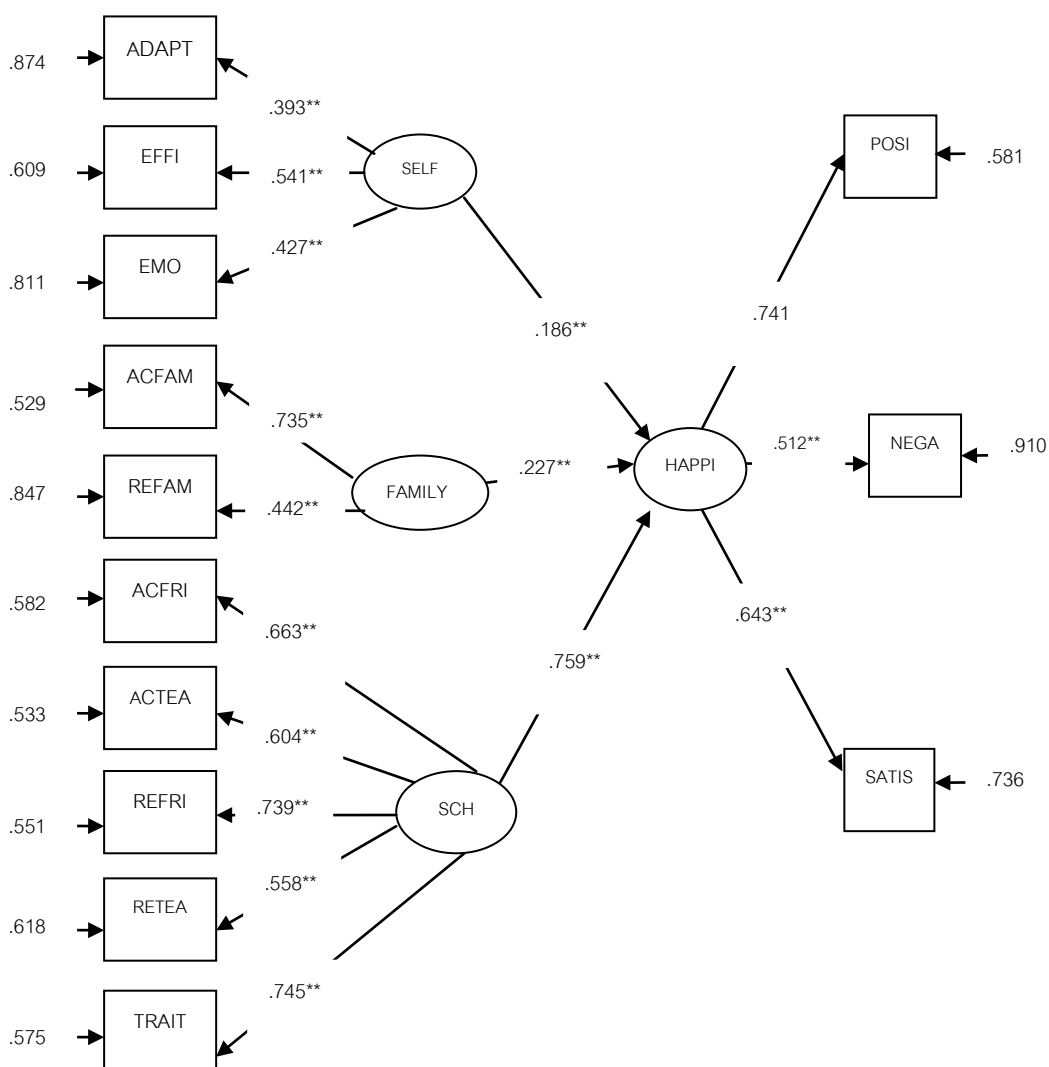 ADAPT
.874
.393**
EFFI
.609
.541**
SELF
POSI
.581
.427**
EMO
.811
.741
.186**
ACFAM
.529
.735**
.512**
NEGA
.910
HAPPI
.227**
REFAM
.847
.442**
FAMILY
ACFRI
.582
.663**
.643**
.759**
ACTEA
.533
.604**
SATIS
.736
REFRI
.551
.739**
SCH
.558**
RETEA
.618
.745**
TRAIT
.575